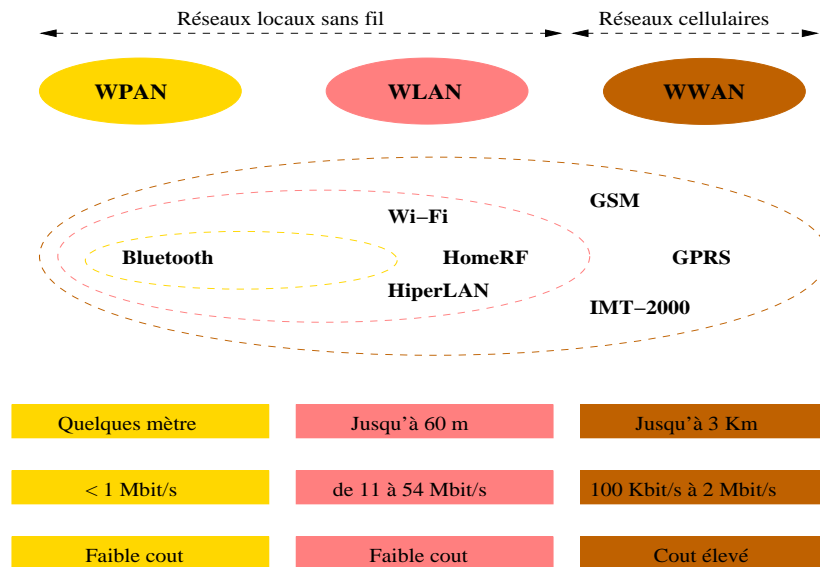 Réseaux locaux sans fil
Réseaux cellulaires
WPAN
WLAN
WWAN
GSM
Wi–Fi
Bluetooth
HomeRF
GPRS
HiperLAN
IMT–2000
Quelques mètre
Jusqu'à 60 m
Jusqu'à 3 Km
< 1 Mbit/s
de 11 à 54 Mbit/s
100 Kbit/s à 2 Mbit/s
Faible cout
Faible cout
Cout élevé